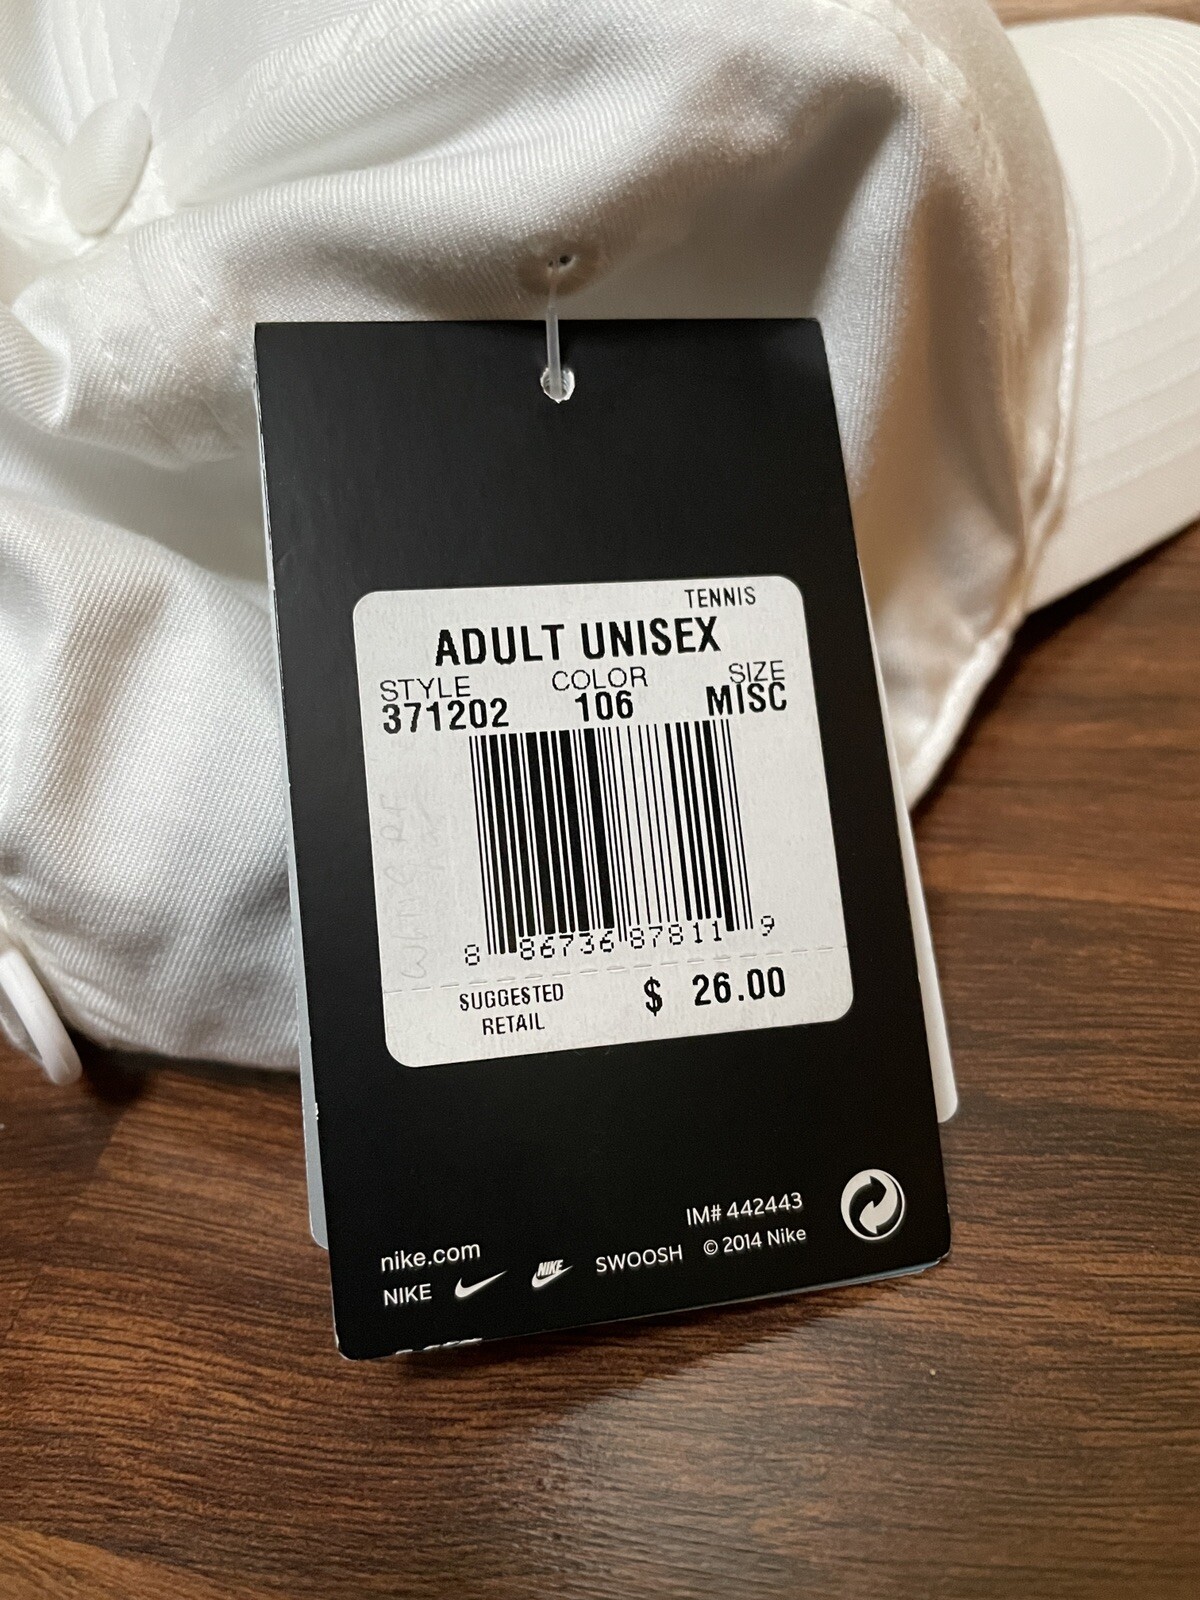 TENNIS
ADULT UNISEX
STYLE COLOR SIZE
371202 106 MISC
8 86736 87811 9
SUGGESTED RETAIL $ 26.00
IM# 442443
nike.com
NIKE NIKE SWOOSH © 2014 Nike